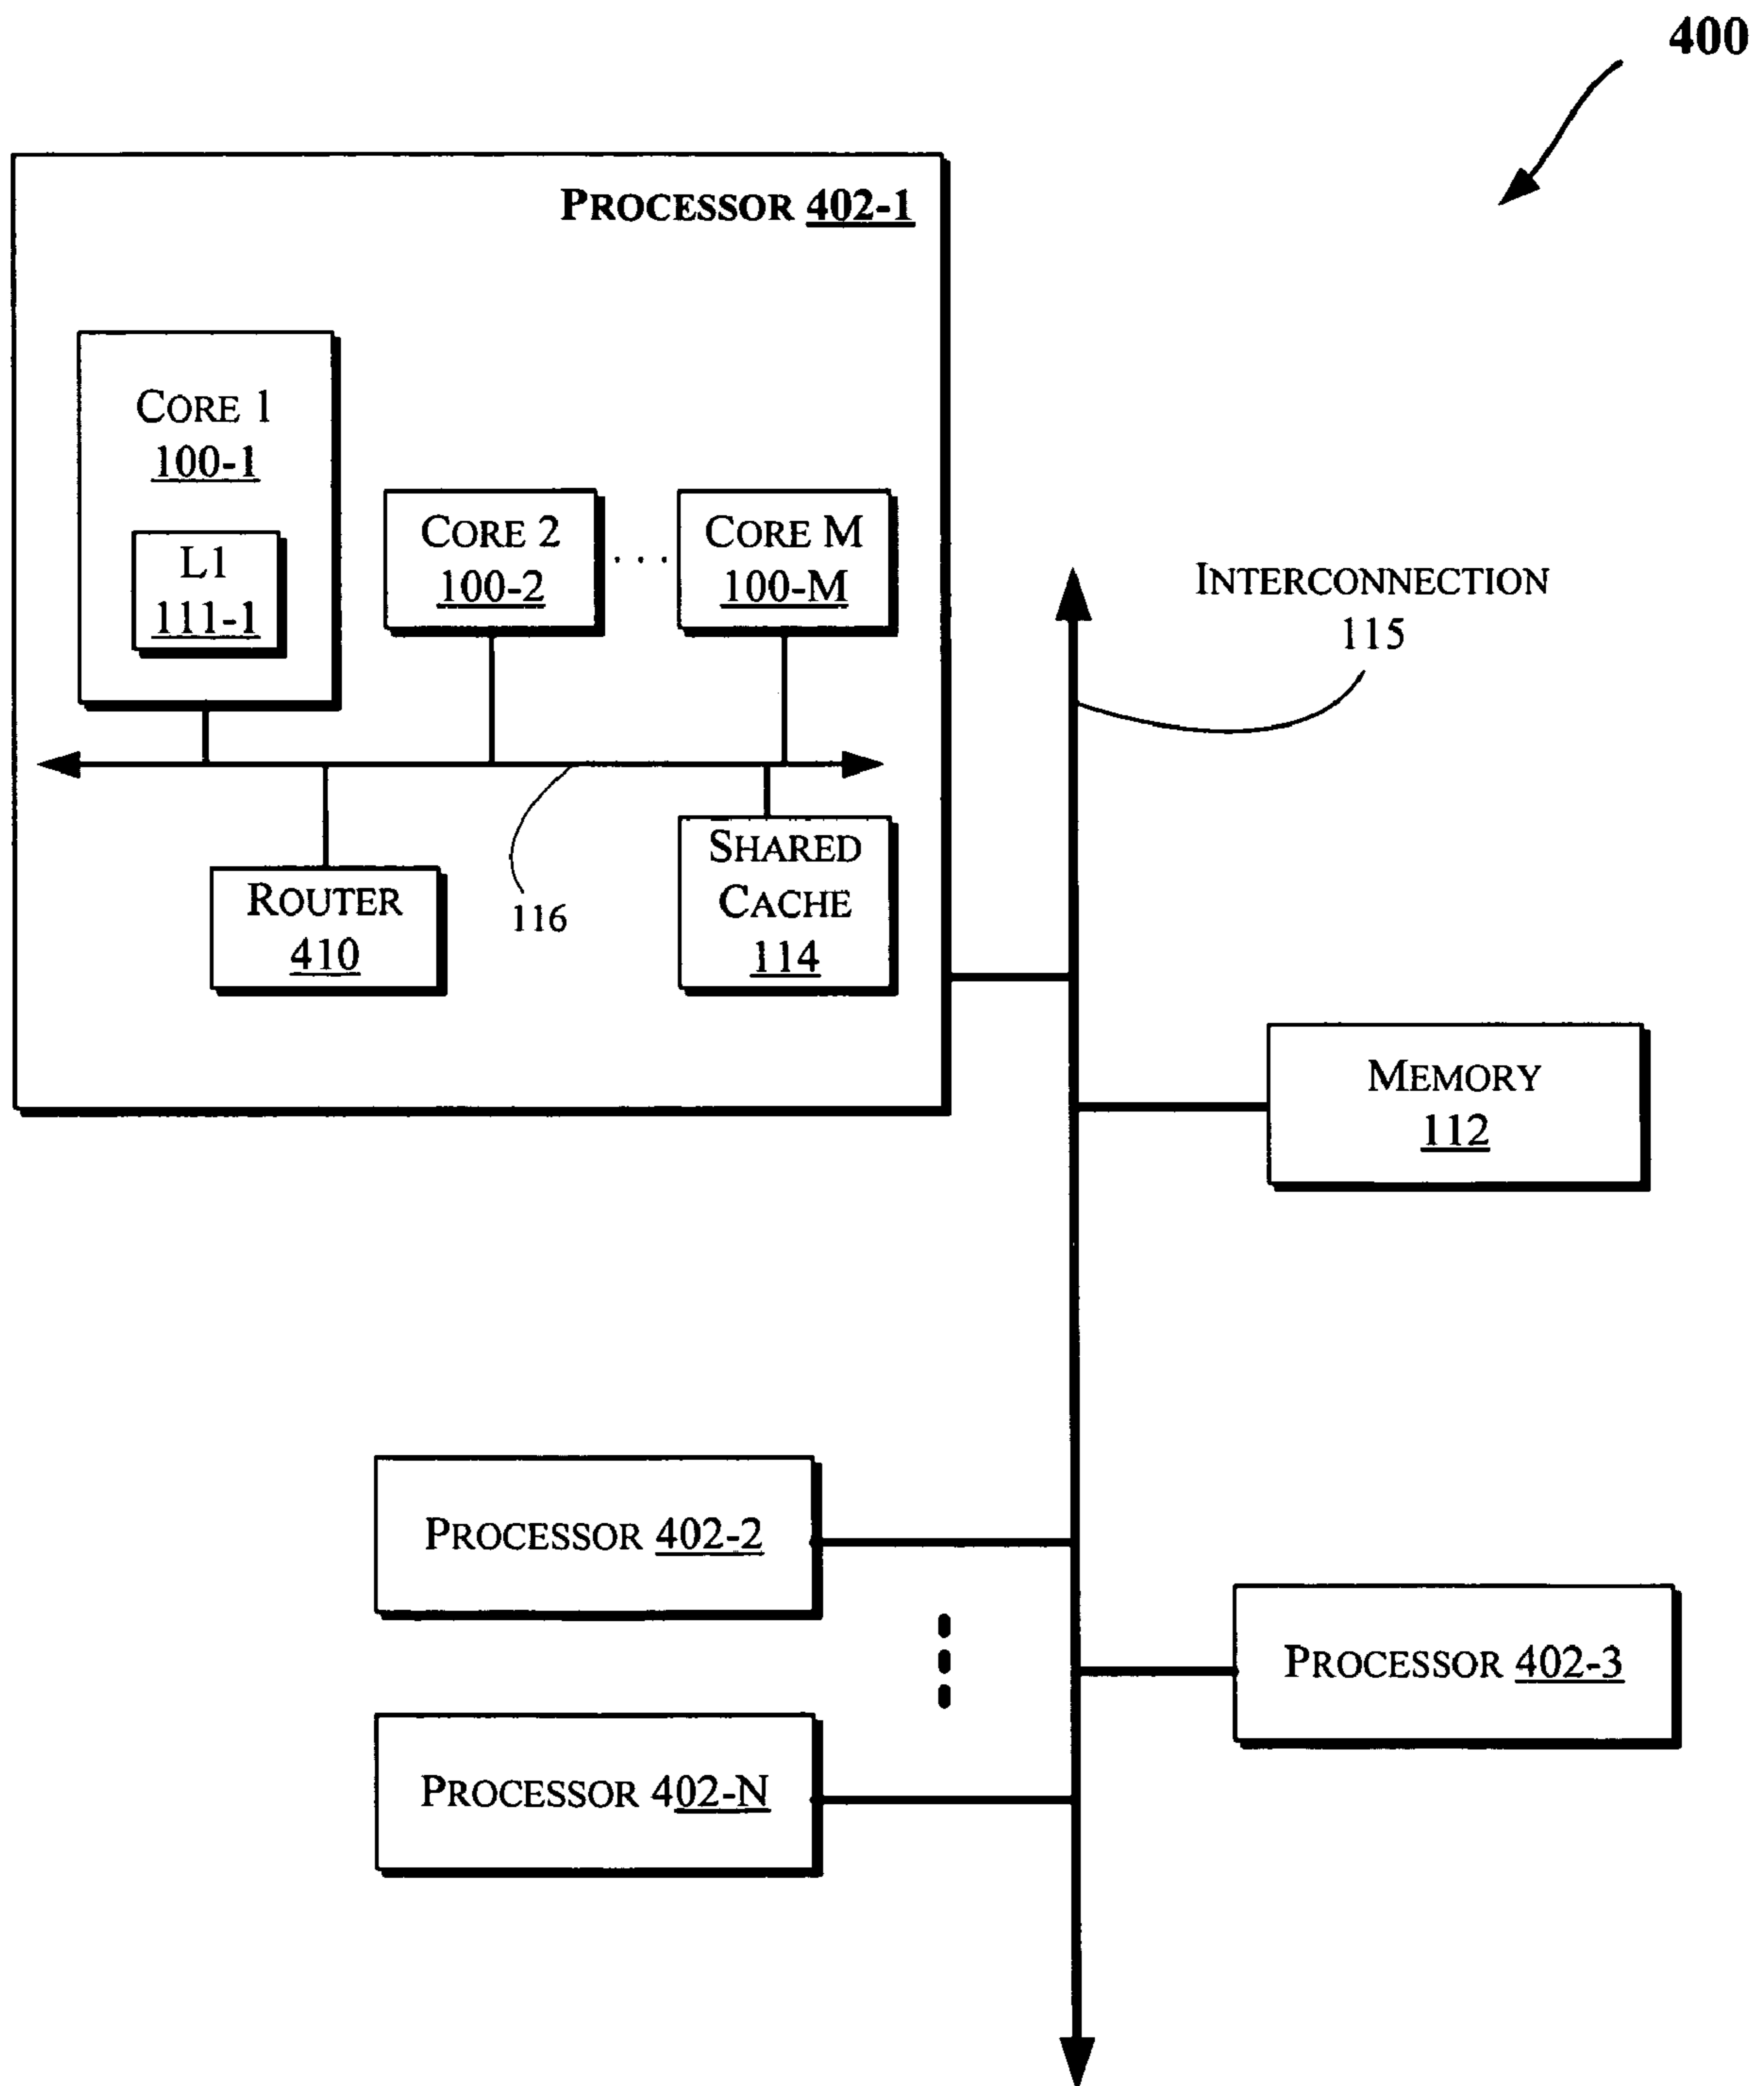 400
PROCESSOR 402-1
CORE 1
100-1
L1
111-1
CORE 2
100-2
. . .
CORE M
100-M
INTERCONNECTION
115
ROUTER
410
116
SHARED
CACHE
114
MEMORY
112
PROCESSOR 402-2
PROCESSOR 402-3
PROCESSOR 402-N